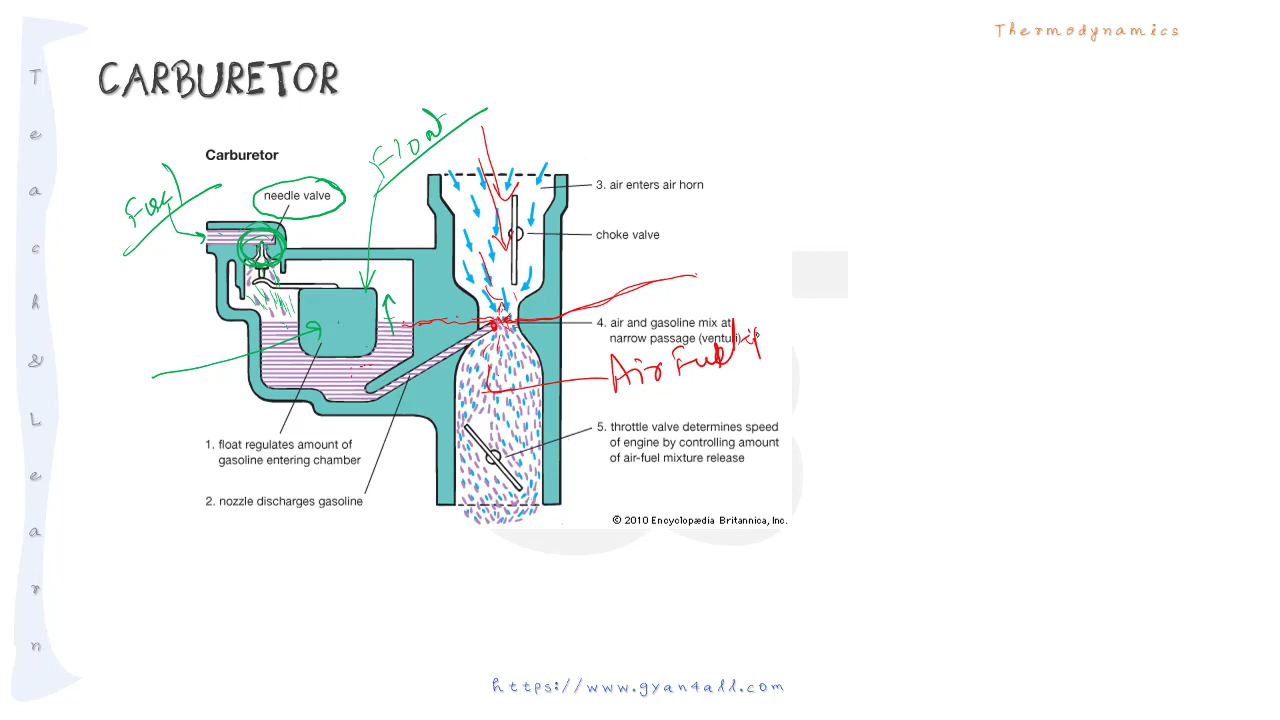 Thermodynamics
Teach & Learn
CARBURETOR
Carburetor
Float
Fuel
needle valve
3. air enters air horn
choke valve
4. air and gasoline mix at
narrow passage (venturi)
Air Fuel
5. throttle valve determines speed
of engine by controlling amount
of air-fuel mixture release
1. float regulates amount of
gasoline entering chamber
2. nozzle discharges gasoline
© 2010 Encyclopædia Britannica, Inc.
https://www.gyan4all.com